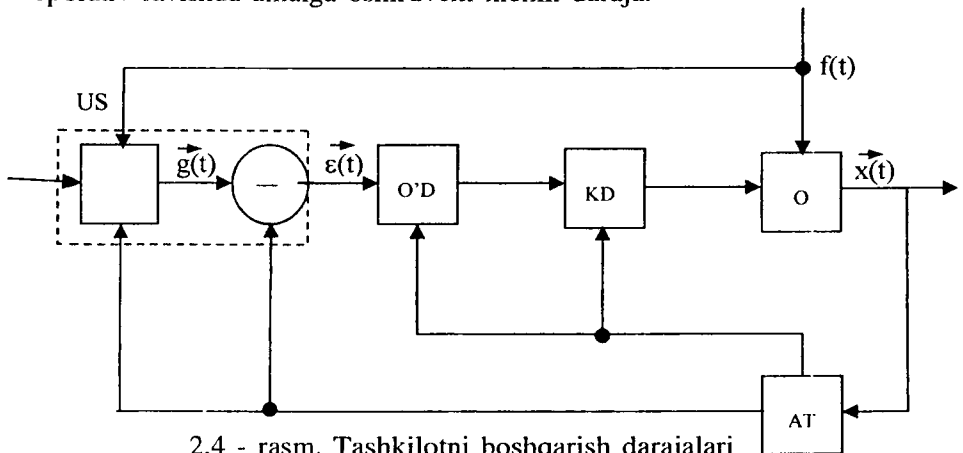 f(t)
US
g(t)
ε(t)
x(t)
O'D
KD
O
AT
2.4 - rasm. Tashkilotni boshqarish darajalari